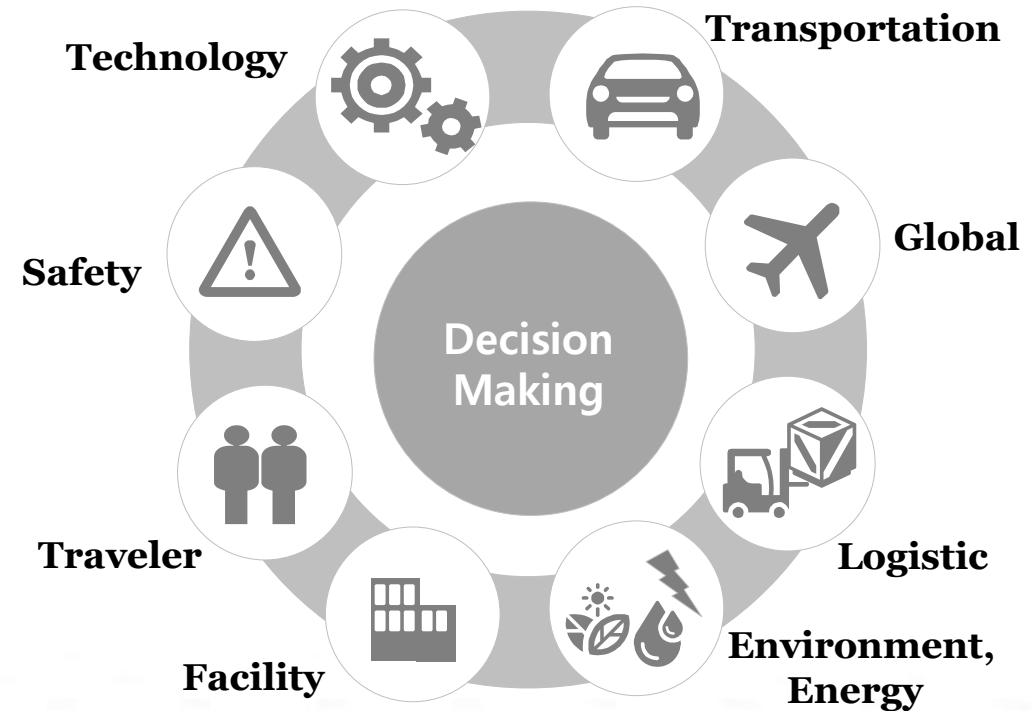 Transportation
Technology
Global
Safety
Decision
Making
Traveler
Logistic
Environment,
Energy
Facility